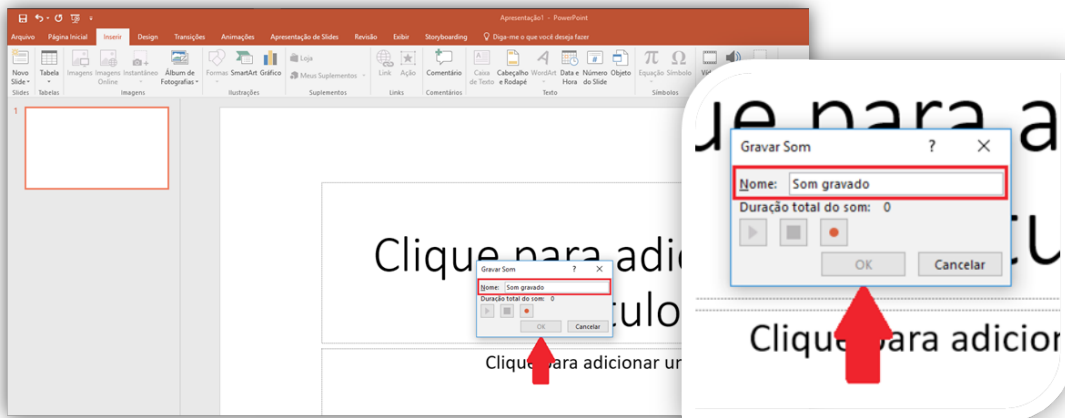 Apresentação1 - PowerPoint
Arquivo Página Inicial Inserir Design Transições Animações Apresentação de Slides Revisão Exibir Storyboarding Diga-me o que você deseja fazer
Loja
Meus Suplementos
Novo Slide Tabela Imagens Imagens Online Instantâneo Álbum de Fotografias Formas SmartArt Gráfico Link Ação Comentário Caixa de Texto Cabeçalho e Rodapé WordArt Data e Hora Número do Slide Objeto Equação Símbolo
Slides Tabelas Imagens Ilustrações Suplementos Links Comentários Texto Símbolos
1
Clique para adi
ulo
Clique para adicionar ur
Gravar Som ? ×
Nome: Som gravado
Duração total do som: 0
OK Cancelar
ue para a
Gravar Som ? ×
Nome: Som gravado
Duração total do som: 0
OK Cancelar
Clique para adicior